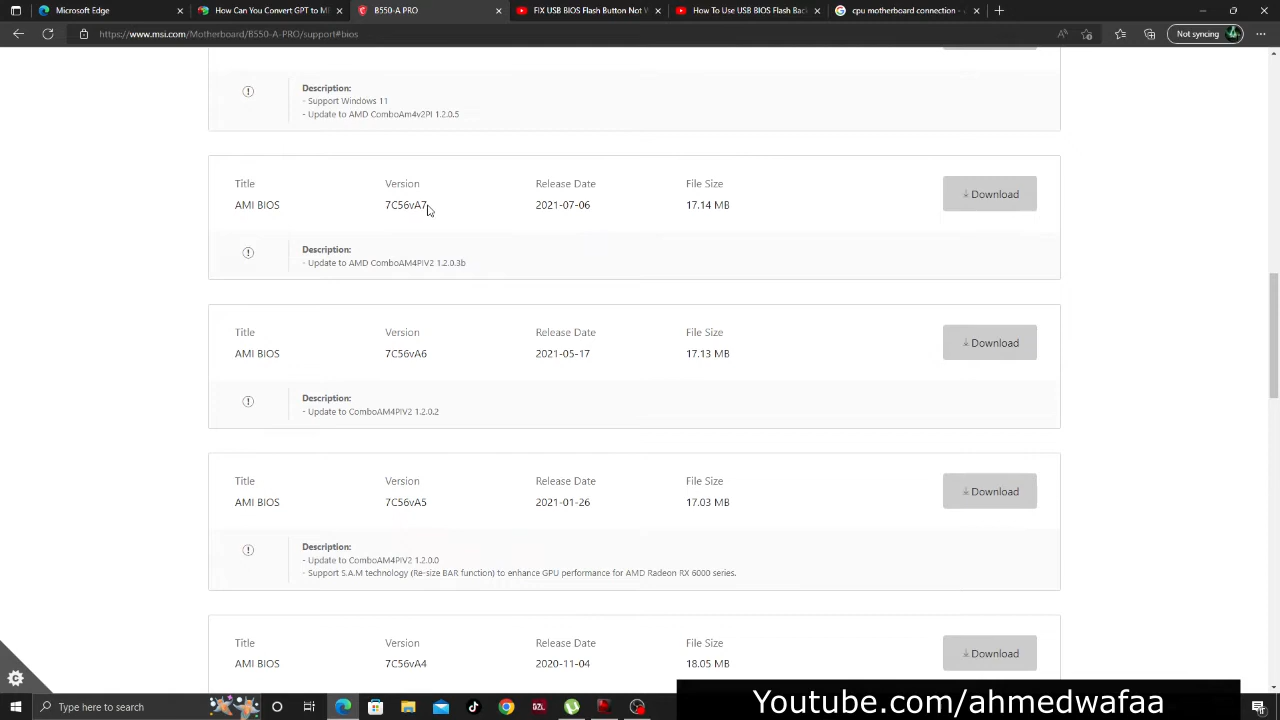 Microsoft Edge
How Can You Convert GPT to M
B550-A PRO
FIX USB BIOS Flash Button Not W
How To Use USB BIOS Flashbac
cpu motherboard connection -
https://www.msi.com/Motherboard/B550-A-PRO/support#bios
Not syncing
Description:
- Support Windows 11
- Update to AMD ComboAm4v2PI 1.2.0.5
Title Version Release Date File Size
Download
AMI BIOS 7C56vA7 2021-07-06 17.14 MB
Description:
- Update to AMD ComboAM4PIV2 1.2.0.3b
Title Version Release Date File Size
Download
AMI BIOS 7C56vA6 2021-05-17 17.13 MB
Description:
- Update to ComboAM4PIV2 1.2.0.2
Title Version Release Date File Size
Download
AMI BIOS 7C56vA5 2021-01-26 17.03 MB
Description:
- Update to ComboAM4PIV2 1.2.0.0
- Support S.A.M technology (Re-size BAR function) to enhance GPU performance for AMD Radeon RX 6000 series.
Title Version Release Date File Size
Download
AMI BIOS 7C56vA4 2020-11-04 18.05 MB
Type here to search
Youtube.com/ahmedwafaa